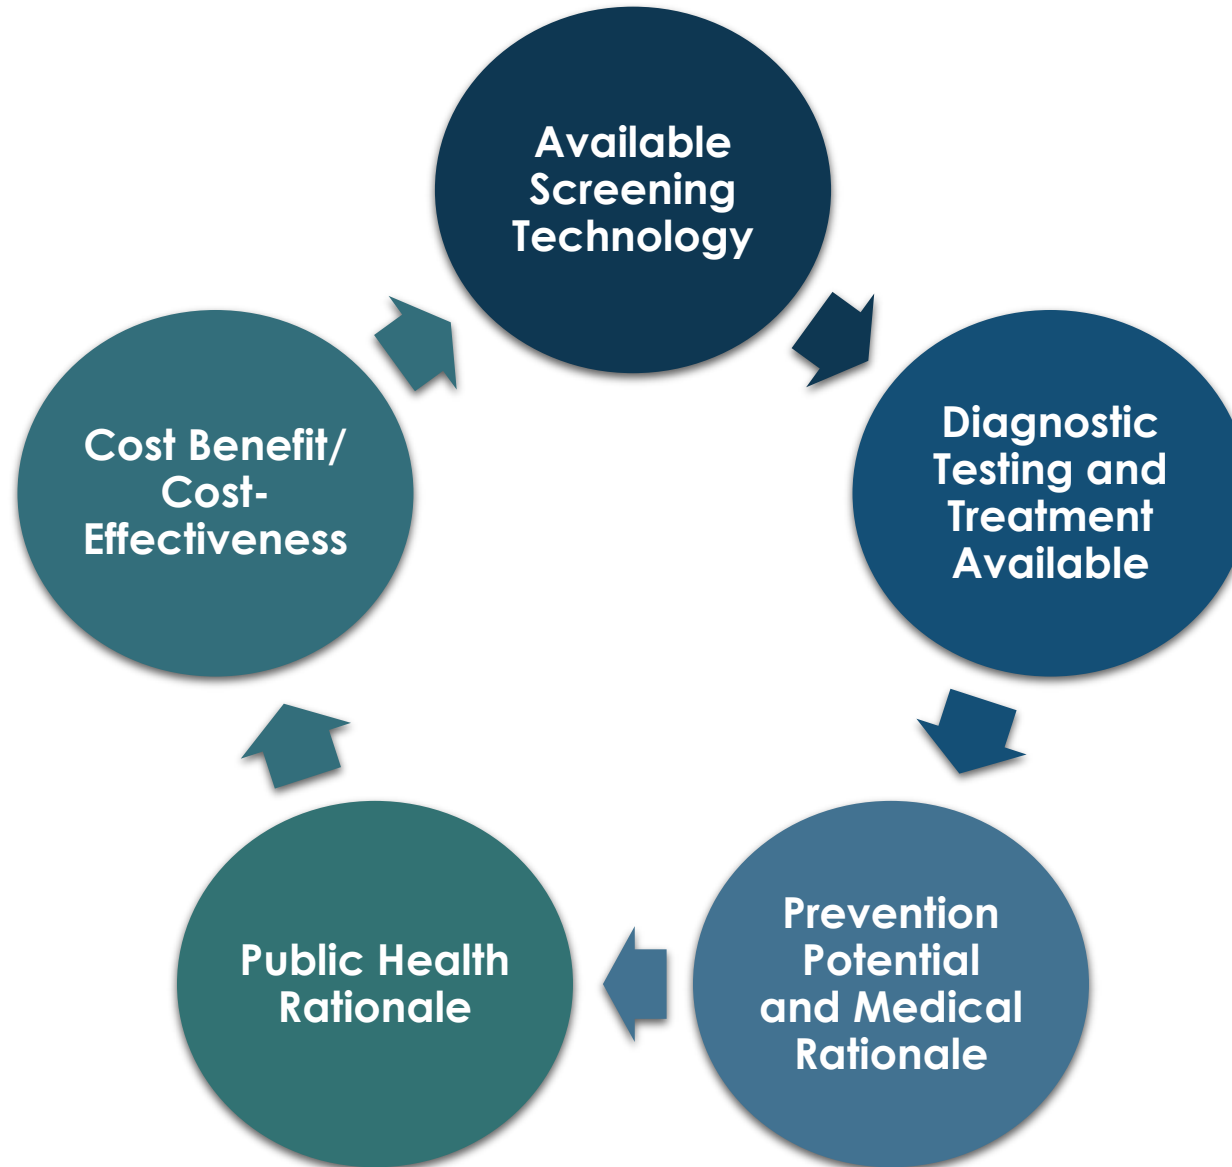 Available
Screening
Technology
Diagnostic
Testing and
Treatment
Available
Prevention
Potential
and Medical
Rationale
Public Health
Rationale
Cost Benefit/
Cost-
Effectiveness